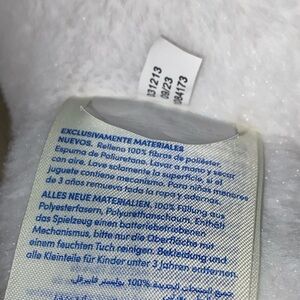 131213
09/23
EXCLUSIVAMENTE MATERIALES
NUEVOS. Relleno 100% fibras de poliéster,
Espuma de Poliuretano. Lavar a mano y secar
con aire. Lave solamente la superficie, si el
juguete contiene mecanismo. Para niños menores
de 3 años remueva toda la ropa y adornos.
ALLES NEUE MATERIALIEN. 100% Füllung aus
Polyesterfasern, Polyurethanschaum. Enthält
das Spielzeug einen batteriebetriebenen
Mechanismus, bitte nur die Oberfläche mit
einem feuchten Tuch reinigen. Bekleidung und
alle Kleinteile für Kinder unter 3 Jahren entfernen.
100%